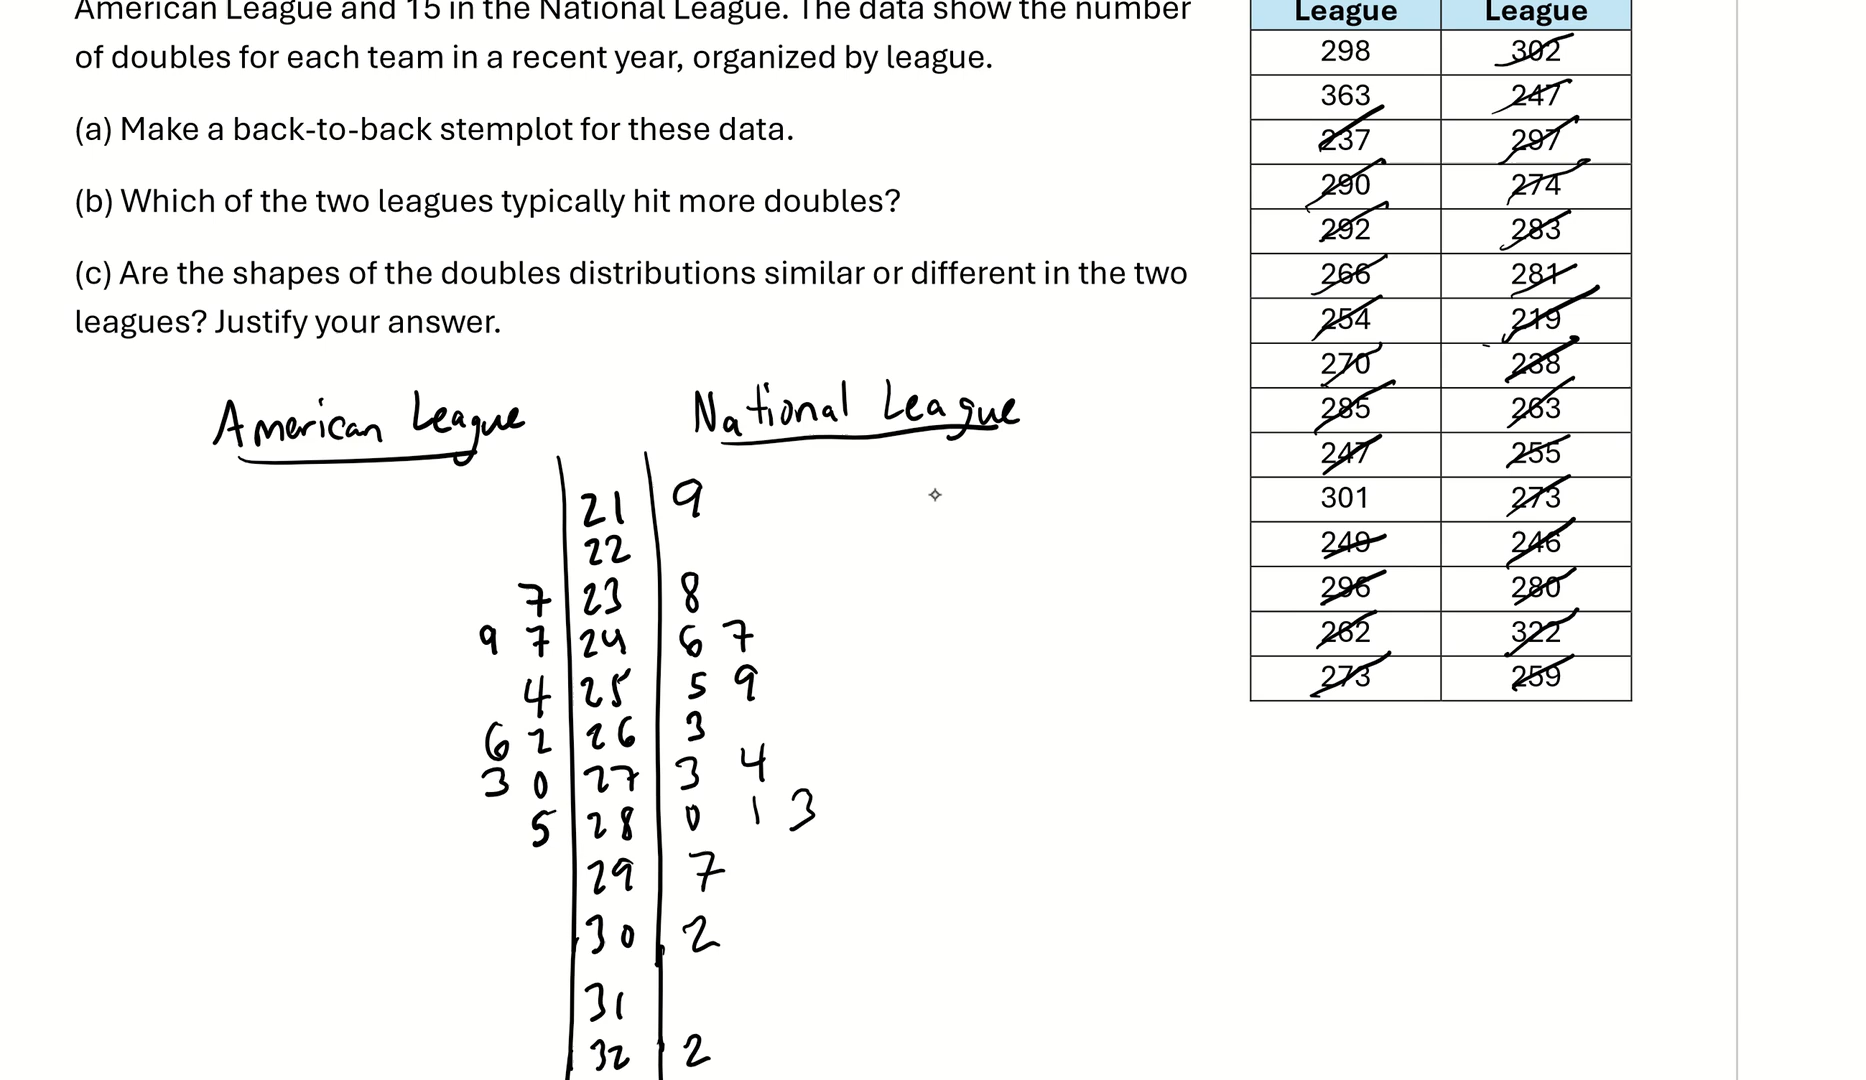 American League and 15 in the National League. The data show the number
of doubles for each team in a recent year, organized by league.
(a) Make a back-to-back stemplot for these data.
(b) Which of the two leagues typically hit more doubles?
(c) Are the shapes of the doubles distributions similar or different in the two
leagues? Justify your answer.
League League
298 302
363 247
237 297
290 274
292 283
266 281
254 219
270 238
285 263
247 255
301 273
249 246
296 280
262 322
273 259
American League National League
21 9
22
7 23 8
9 7 24 6 7
4 25 5 9
6 2 26 3
3 0 27 3 4
5 28 0 1 3
29 7
30 2
31
32 2